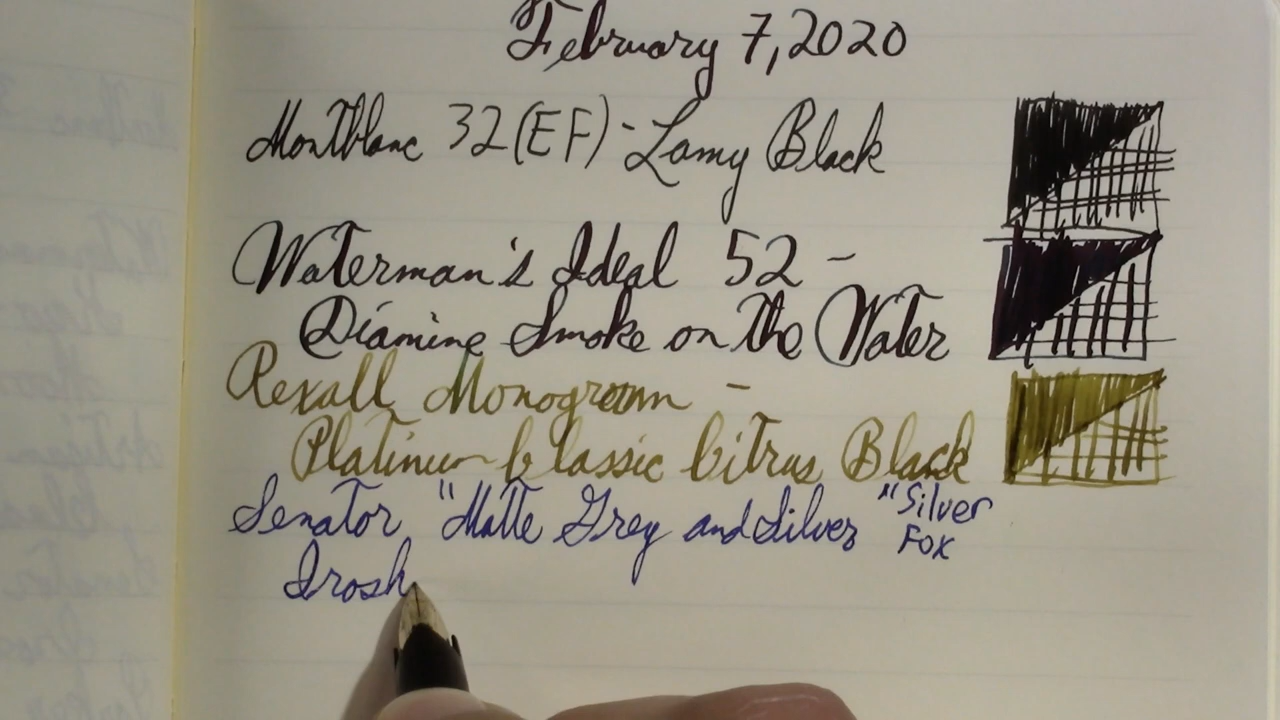 February 7, 2020
Montblanc 32 (EF) - Lamy Black
Waterman's Ideal 52 -
Diamine Smoke on the Water
Rexall Monogram -
Platinum Classic Citrus Black
Senator "Matte Grey and Silver" Silver
Fox
Irosh